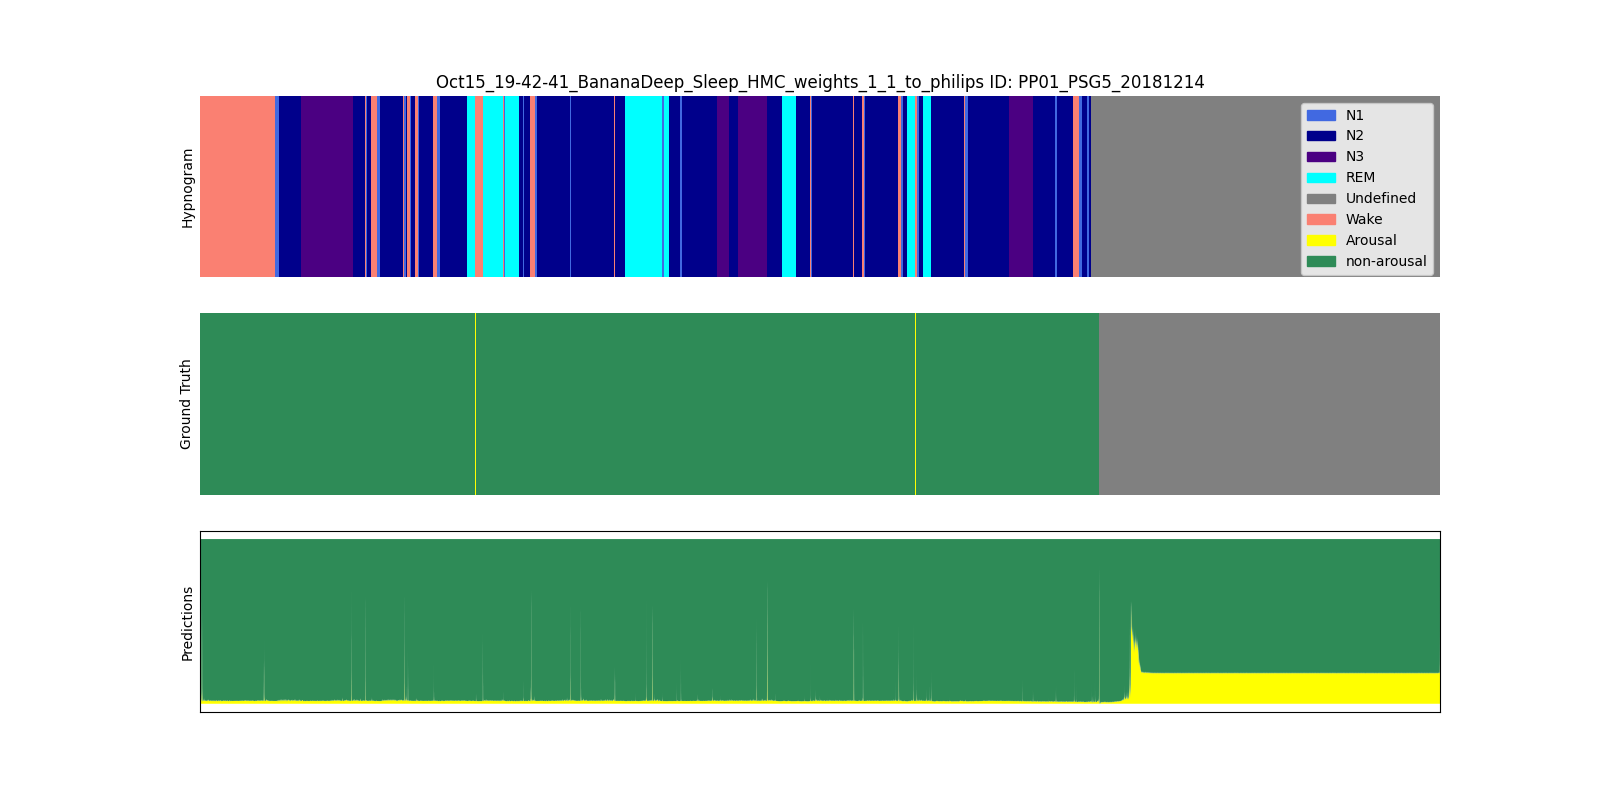 Oct15_19-42-41_BananaDeep_Sleep_HMC_weights_1_1_to_philips ID: PP01_PSG5_20181214
Hypnogram
N1
N2
N3
REM
Undefined
Wake
Arousal
non-arousal
Ground Truth
Predictions